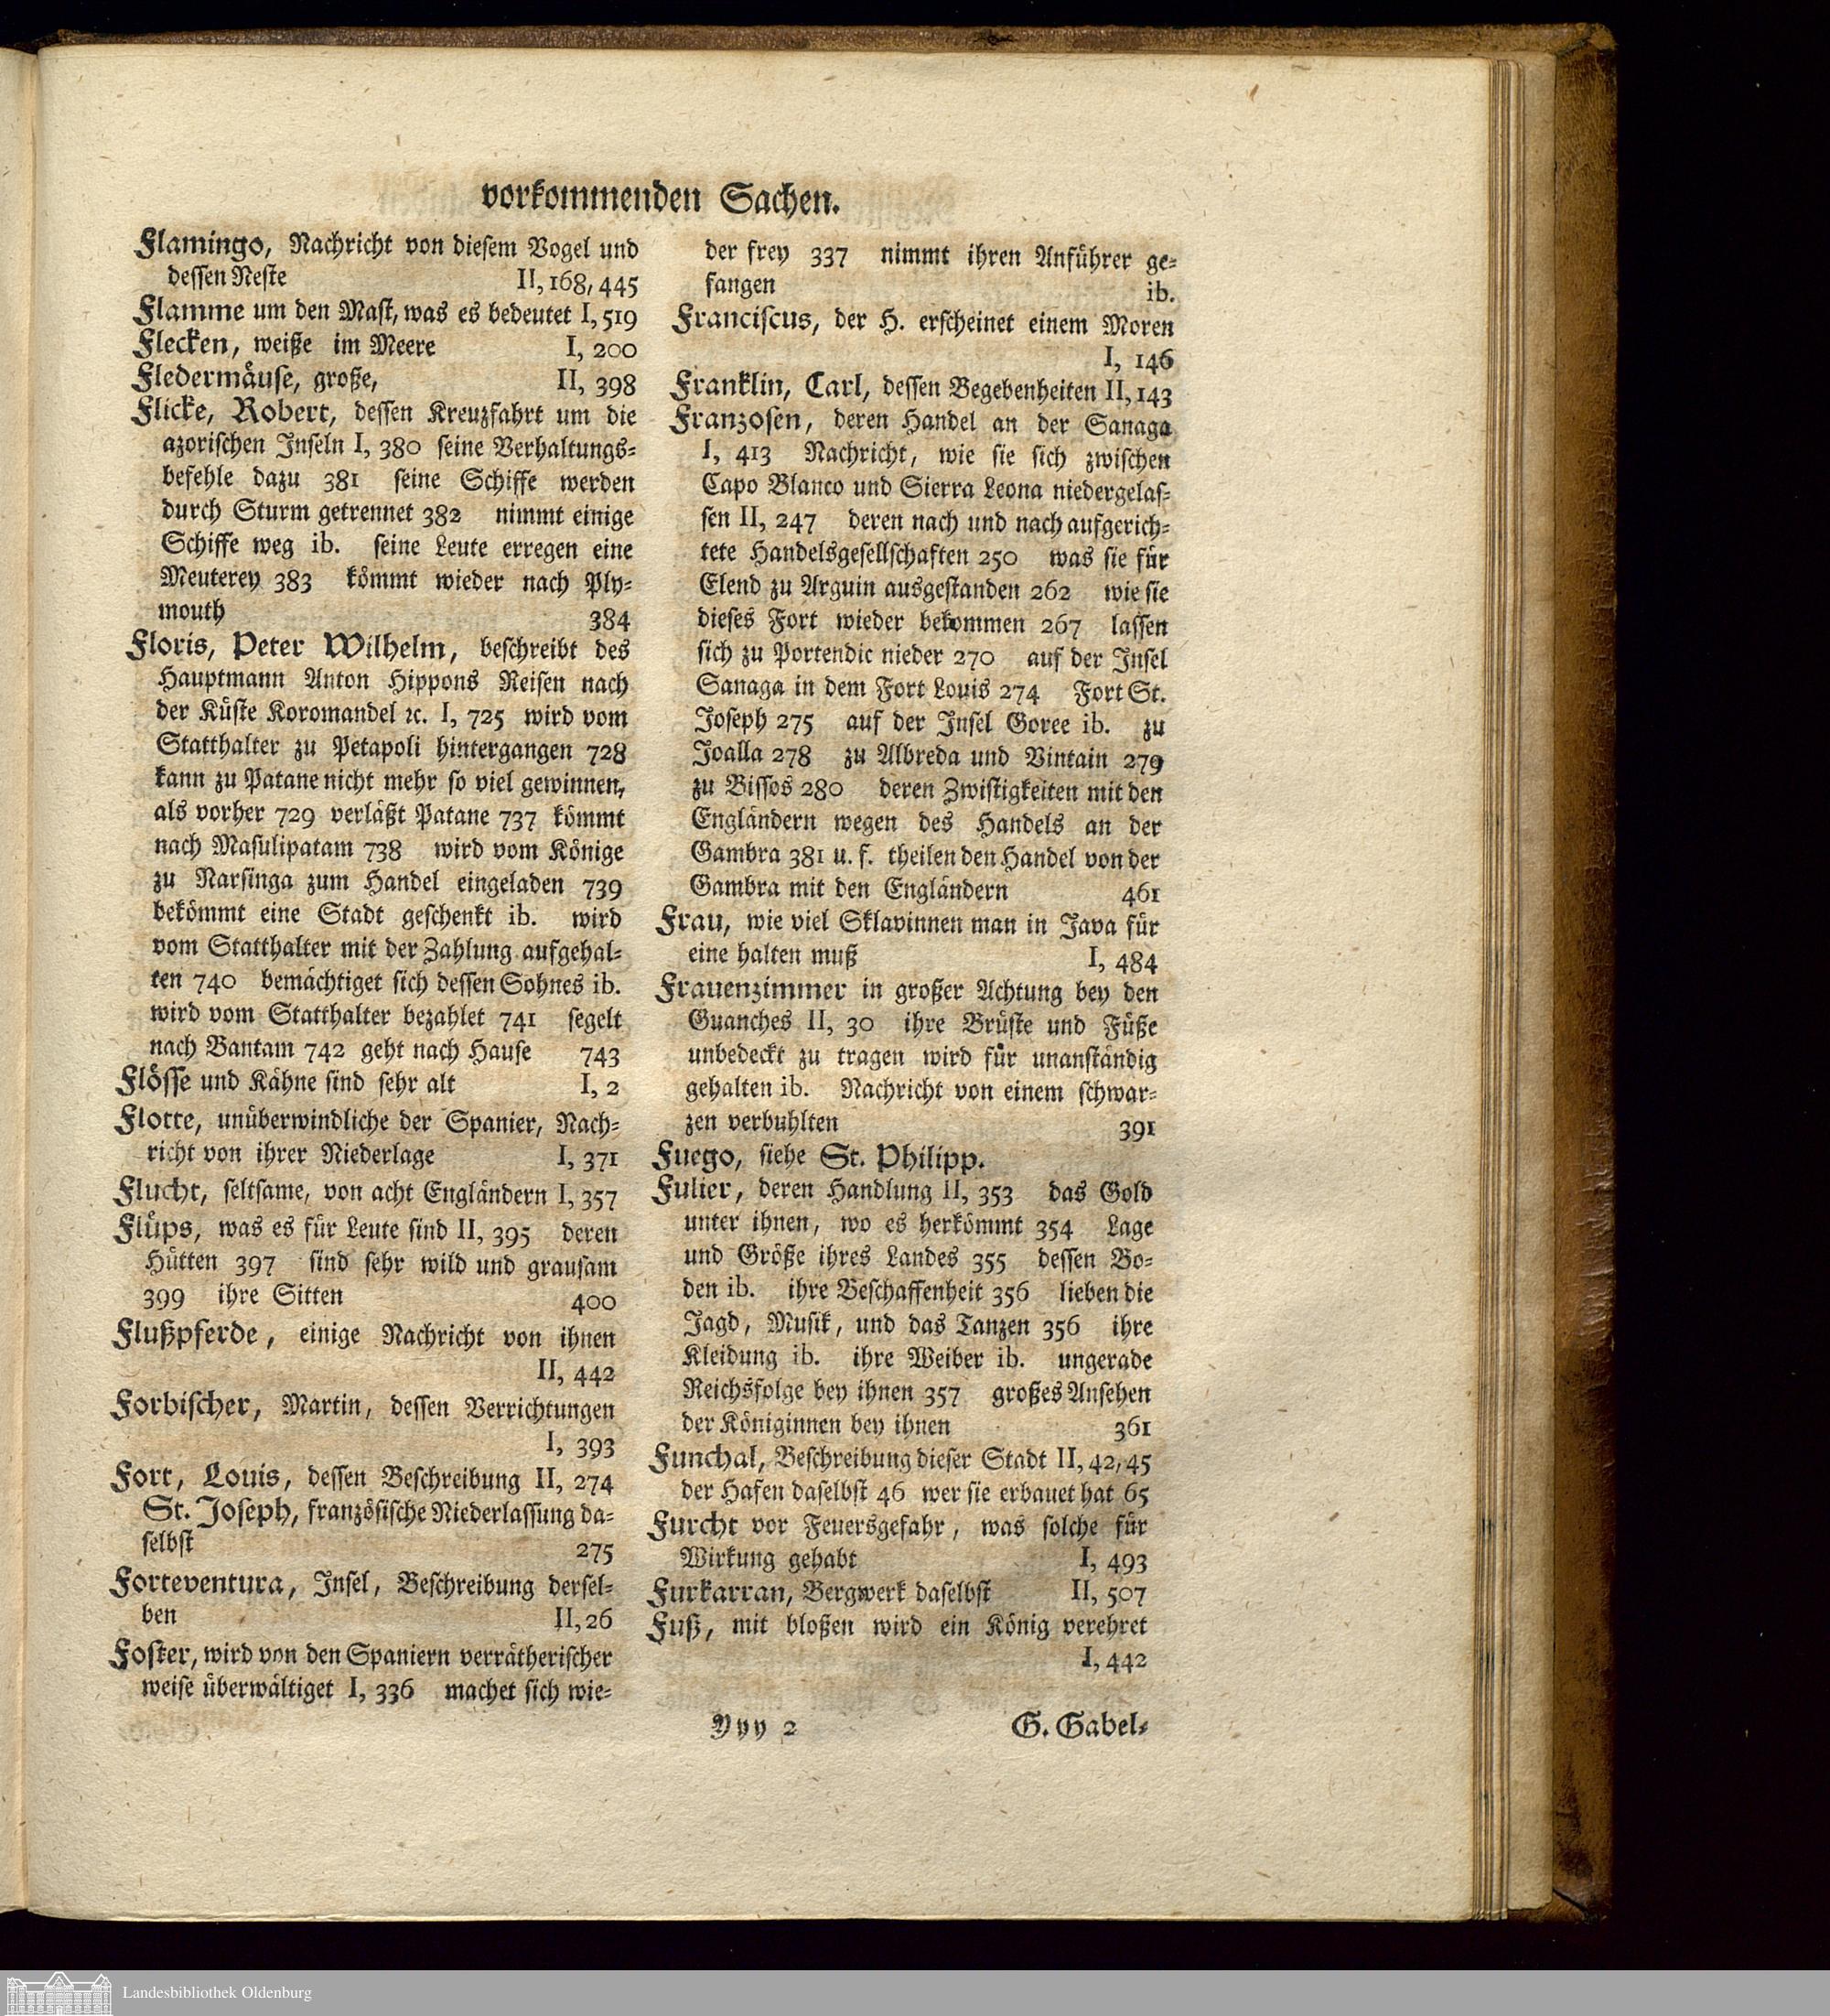 vorkommenden Sachen.
Flamingo, Nachricht von diesem Vogel und
dessen Neste II, 168, 445
Flamme um den Mast, was es bedeutet I, 519
Flecken, weiße im Meere I, 200
Fledermäuse, große, II, 398
Flicke, Robert, dessen Kreuzfahrt um die
azorischen Inseln I, 380 seine Verhaltungs-
befehle dazu 381 seine Schiffe werden
durch Sturm getrennet 382 nimmt einige
Schiffe weg ib. seine Leute erregen eine
Meuterey 383 kömmt wieder nach Ply-
mouth 384
Floris, Peter Wilhelm, beschreibt des
Hauptmann Anton Hippons Reisen nach
der Küste Koromandel ꝛc. I, 725 wird vom
Statthalter zu Petapoli hintergangen 728
kann zu Patane nicht mehr so viel gewinnen,
als vorher 729 verläßt Patane 737 kömmt
nach Masulipatam 738 wird vom Könige
zu Narsinga zum Handel eingeladen 739
bekömmt eine Stadt geschenkt ib. wird
vom Statthalter mit der Zahlung aufgehal-
ten 740 bemächtiget sich dessen Sohnes ib.
wird vom Statthalter bezahlet 741 segelt
nach Bantam 742 geht nach Hause 743
Flösse und Kähne sind sehr alt I, 2
Flotte, unüberwindliche der Spanier, Nach-
richt von ihrer Niederlage I, 371
Flucht, seltsame, von acht Engländern I, 357
Flüps, was es für Leute sind II, 395 deren
Hütten 397 sind sehr wild und grausam
399 ihre Sitten 400
Flußpferde, einige Nachricht von ihnen
II, 442
Forbischer, Martin, dessen Verrichtungen
I, 393
Fort, Louis, dessen Beschreibung II, 274
St. Joseph, französische Niederlassung da-
selbst 275
Forteventura, Insel, Beschreibung dersel-
ben II, 26
Foster, wird von den Spaniern verrätherischer
weise überwältiget I, 336 machet sich wie-
der frey 337 nimmt ihren Anführer ge-
fangen ib.
Franciscus, der H. erscheinet einem Moren
I, 146
Franklin, Carl, dessen Begebenheiten II, 143
Franzosen, deren Handel an der Sanaga
I, 413 Nachricht, wie sie sich zwischen
Capo Blanco und Sierra Leona niedergelas-
sen II, 247 deren nach und nach aufgerich-
tete Handelsgesellschaften 250 was sie für
Elend zu Arguin ausgestanden 262 wie sie
dieses Fort wieder bekommen 267 lassen
sich zu Portendic nieder 270 auf der Insel
Sanaga in dem Fort Louis 274 Fort St.
Joseph 275 auf der Insel Goree ib. zu
Joalla 278 zu Albreda und Vintain 279
zu Bissos 280 deren Zwistigkeiten mit den
Engländern wegen des Handels an der
Gambra 381 u. f. theilen den Handel von der
Gambra mit den Engländern 461
Frau, wie viel Sklavinnen man in Java für
eine halten muß I, 484
Frauenzimmer in großer Achtung bey den
Guanches II, 30 ihre Brüste und Füße
unbedeckt zu tragen wird für unanständig
gehalten ib. Nachricht von einem schwar-
zen verbuhlten 391
Fuego, siehe St. Philipp.
Fulier, deren Handlung II, 353 das Gold
unter ihnen, wo es herkömmt 354 Lage
und Größe ihres Landes 355 dessen Bo-
den ib. ihre Beschaffenheit 356 lieben die
Jagd, Musik, und das Tanzen 356 ihre
Kleidung ib. ihre Weiber ib. ungerade
Reichsfolge bey ihnen 357 großes Ansehen
der Königinnen bey ihnen 361
Funchal, Beschreibung dieser Stadt II, 42, 45
der Hafen daselbst 46 wer sie erbauet hat 65
Furcht vor Feuersgefahr, was solche für
Wirkung gehabt I, 493
Furkarran, Bergwerk daselbst II, 507
Fuß, mit bloßen wird ein König verehret
I, 442
Yyy 2 G. Gabel-
Landesbibliothek Oldenburg